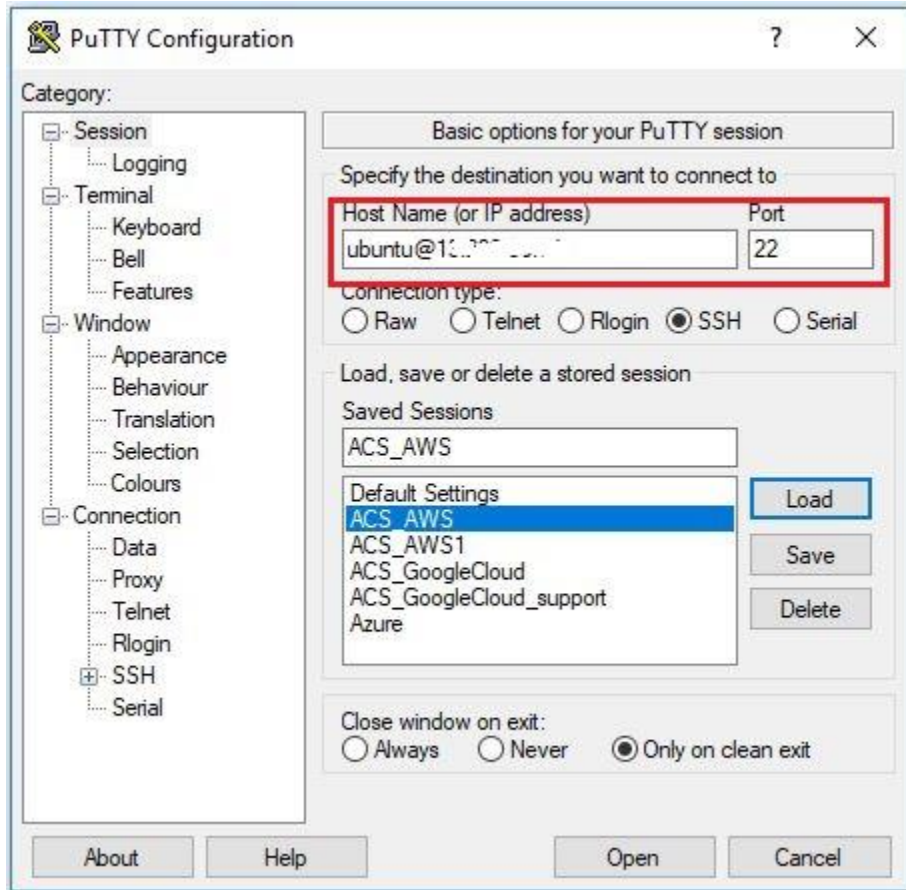 PuTTY Configuration
?
Category:
Session
Logging
Terminal
Keyboard
Bell
Features
Window
Appearance
Behaviour
Translation
Selection
Colours
Connection
Data
Proxy
Telnet
Rlogin
SSH
Serial
Basic options for your PuTTY session
Specify the destination you want to connect to
Host Name (or IP address) Port
ubuntu@ 22
Connection type:
Raw Telnet Rlogin SSH Serial
Load, save or delete a stored session
Saved Sessions
ACS_AWS
Default Settings
ACS_AWS
ACS_AWS1
ACS_GoogleCloud
ACS_GoogleCloud_support
Azure
Load
Save
Delete
Close window on exit:
Always Never Only on clean exit
About Help Open Cancel